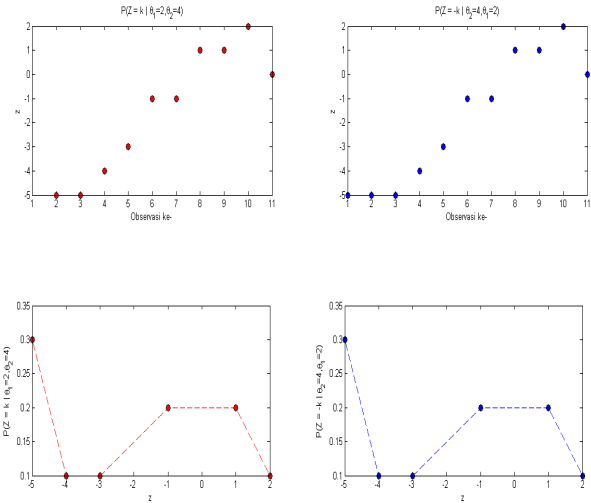 P(Z = k | θ1=2,θ2=4)
2
1
0
-1
-2
-3
-4
-5
z
1 2 3 4 5 6 7 8 9 10 11
Observasi ke-
P(Z = -k | θ2=4,θ1=2)
2
1
0
-1
-2
-3
-4
-5
z
1 2 3 4 5 6 7 8 9 10 11
Observasi ke-
0.35
0.3
0.25
0.2
0.15
0.1
P(Z = k | θ1=2,θ2=4)
-5 -4 -3 -2 -1 0 1 2
z
0.35
0.3
0.25
0.2
0.15
0.1
P(Z = -k | θ2=4,θ1=2)
-5 -4 -3 -2 -1 0 1 2
z